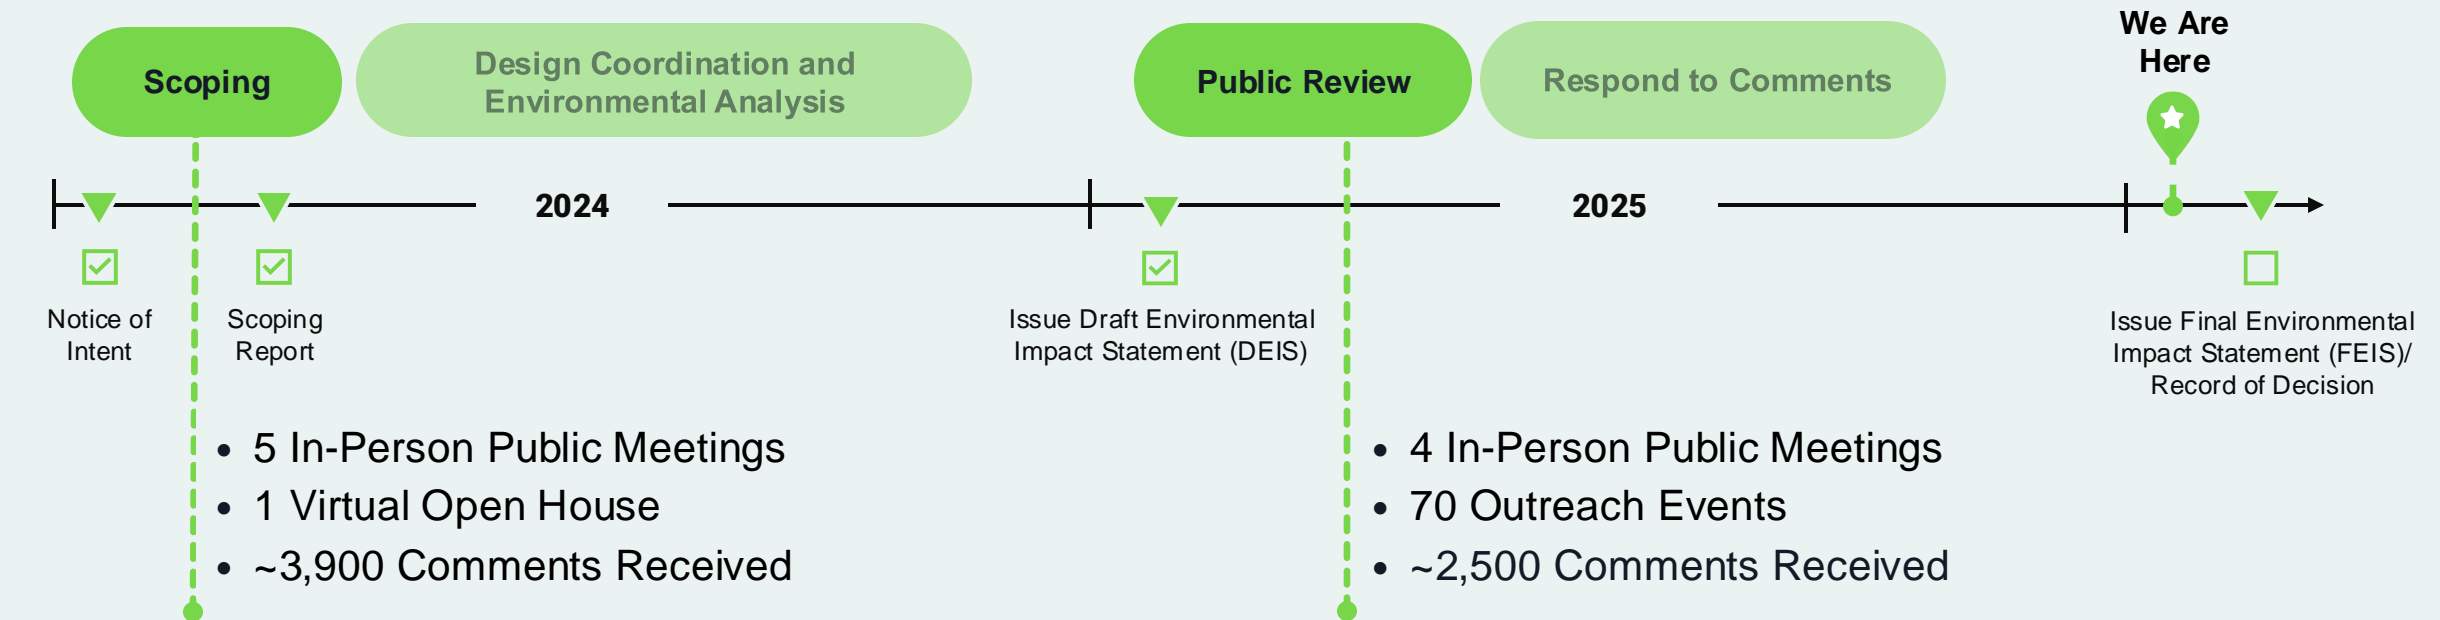 Scoping
Design Coordination and
Environmental Analysis
Public Review
Respond to Comments
We Are
Here
2024
2025
Notice of
Intent
Scoping
Report
Issue Draft Environmental
Impact Statement (DEIS)
Issue Final Environmental
Impact Statement (FEIS)/
Record of Decision
• 5 In-Person Public Meetings
• 1 Virtual Open House
• ~3,900 Comments Received
• 4 In-Person Public Meetings
• 70 Outreach Events
• ~2,500 Comments Received